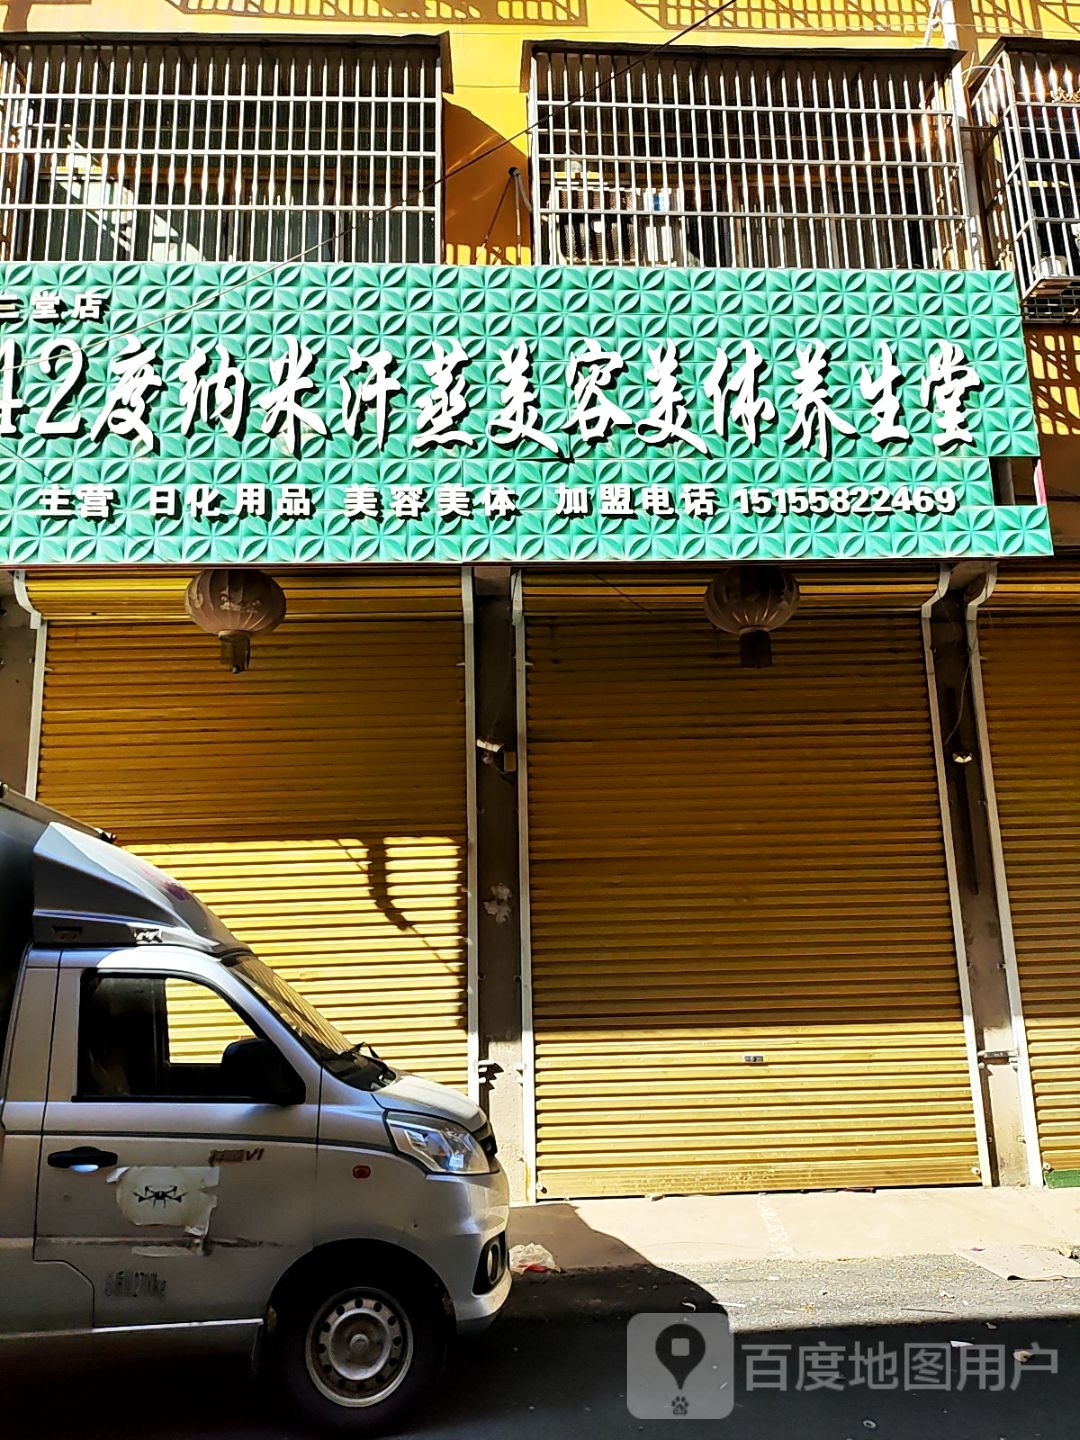 三堂店
42度纳米汗蒸美容美体养生堂
主营 日化用品 美容美体 加盟电话 15155822469
百度地图用户